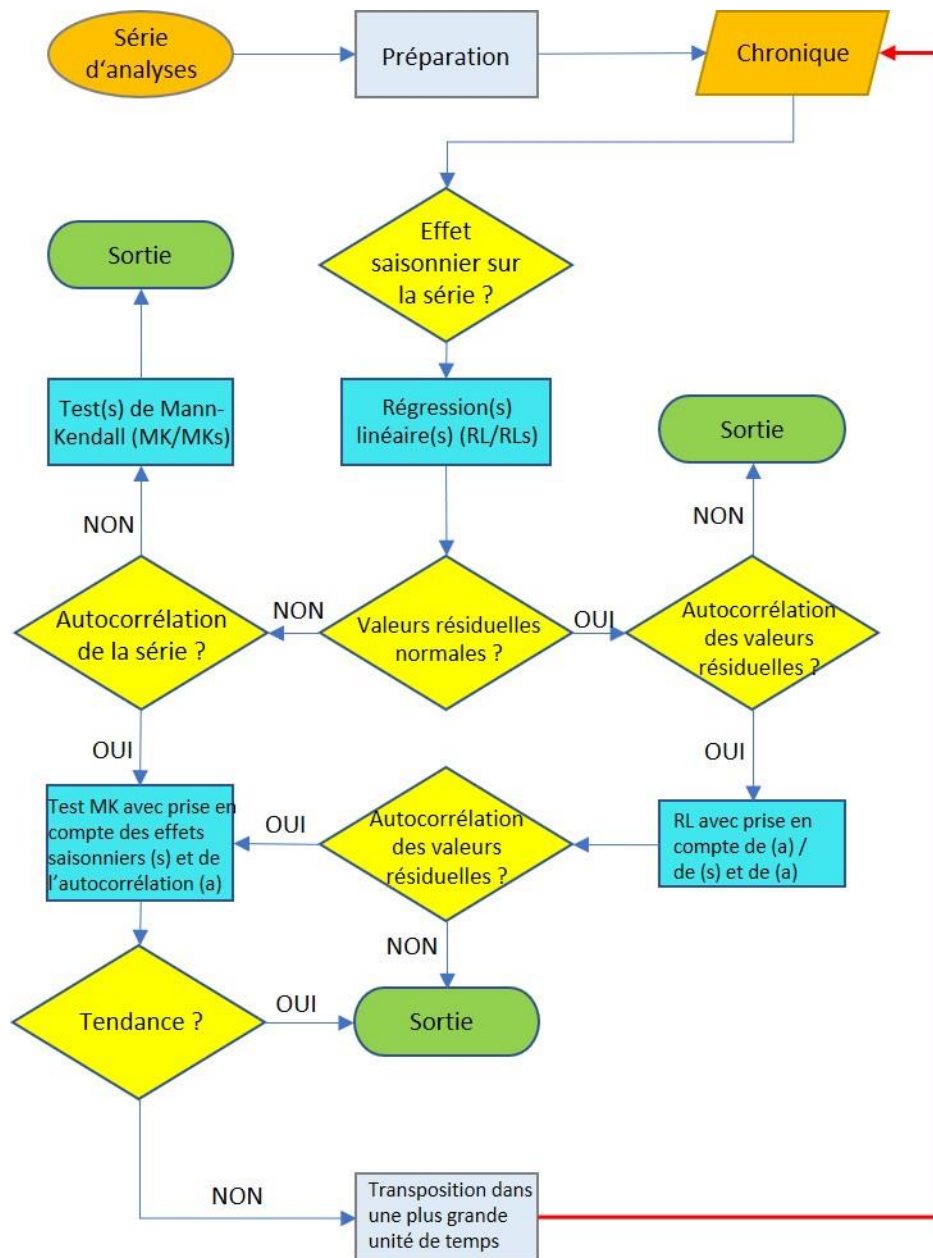 Série
d‘analyses
Préparation
Chronique
Effet
saisonnier sur
la série ?
Sortie
Test(s) de Mann-
Kendall (MK/MKs)
Régression(s)
linéaire(s) (RL/RLs)
Sortie
NON
NON
Autocorrélation
de la série ?
NON
Valeurs résiduelles
normales ?
OUI
Autocorrélation
des valeurs
résiduelles ?
OUI
OUI
Test MK avec prise en
compte des effets
saisonniers (s) et de
l’autocorrélation (a)
OUI
Autocorrélation
des valeurs
résiduelles ?
RL avec prise en
compte de (a) /
de (s) et de (a)
NON
Tendance ?
OUI
Sortie
NON
Transposition dans
une plus grande
unité de temps